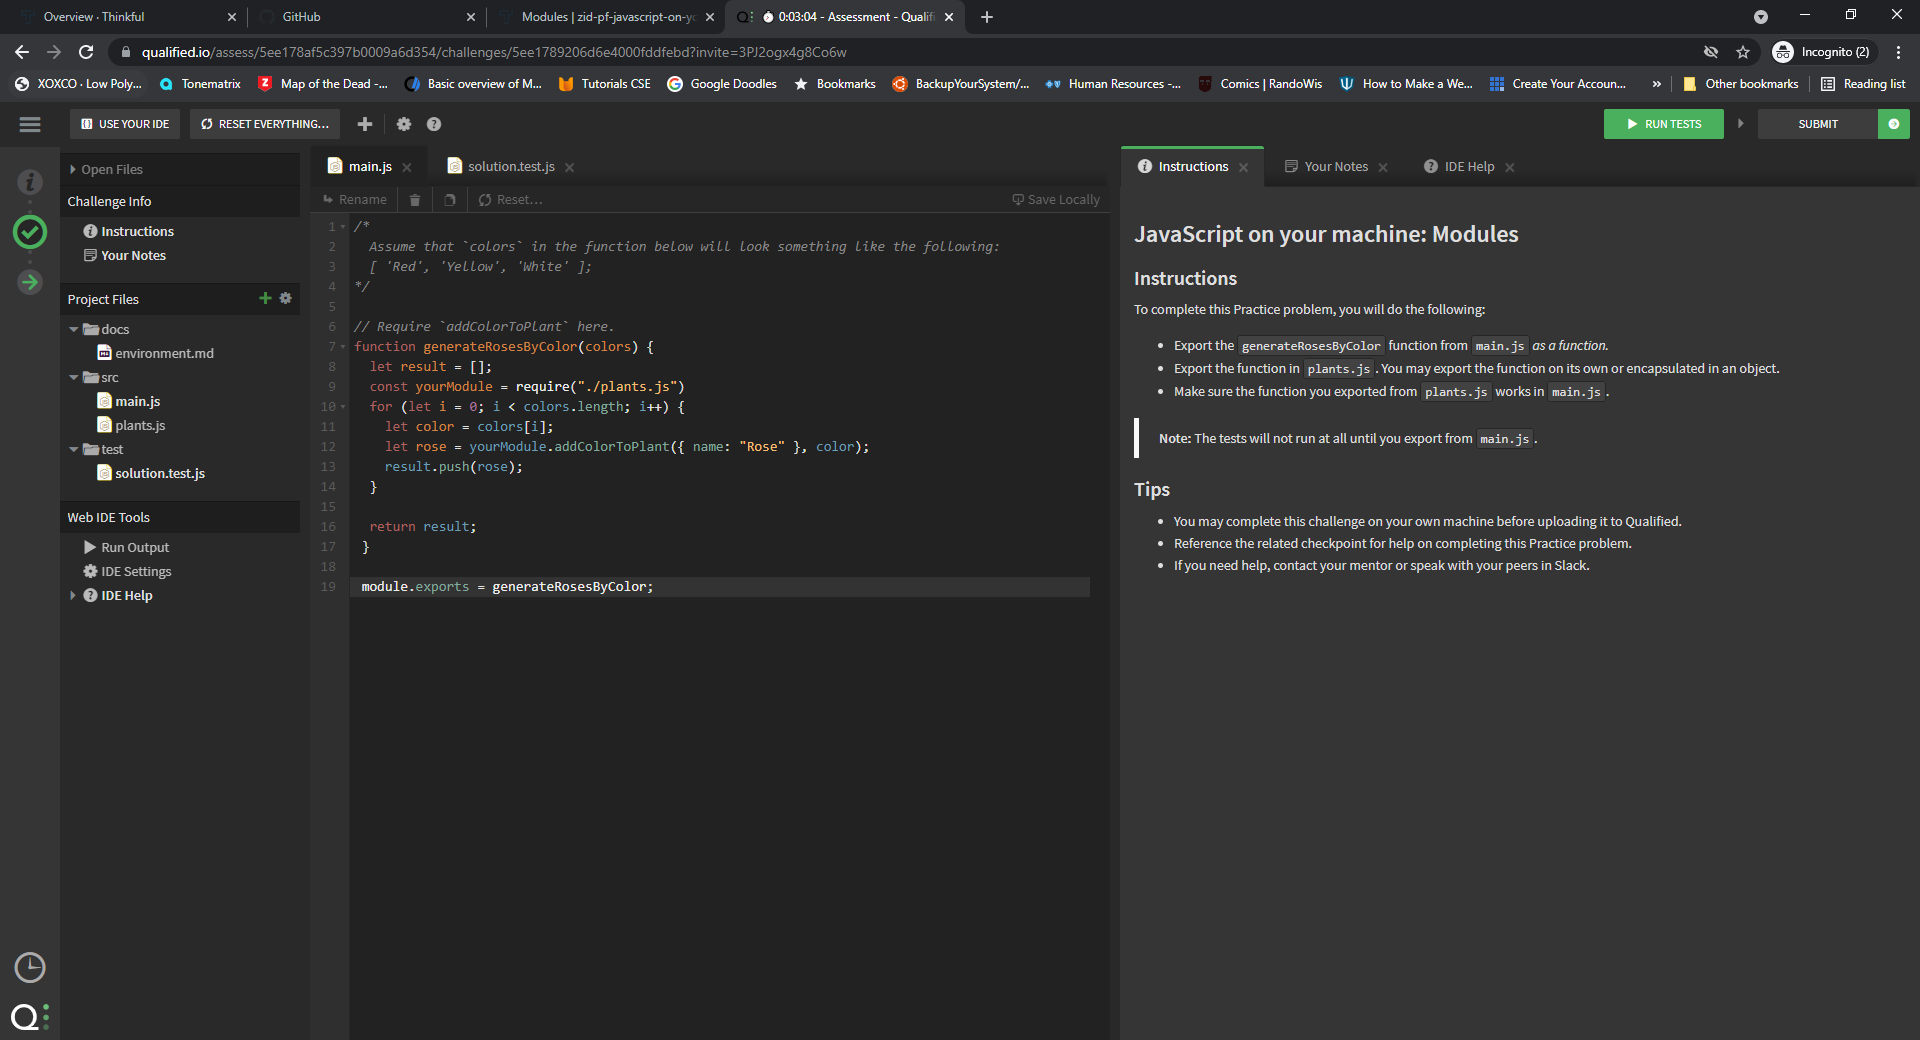 Overview · Thinkful
GitHub
Modules | zid-pf-javascript-on-yo
0:03:04 - Assessment - Qualifi
qualified.io/assess/5ee178af5c397b0009a6d354/challenges/5ee1789206d6e4000fddfebd?invite=3PJ2ogx4g8Co6w
Incognito (2)
XOXCO · Low Poly...
Tonematrix
Map of the Dead -...
Basic overview of M...
Tutorials CSE
Google Doodles
Bookmarks
BackupYourSystem/...
Human Resources -...
Comics | RandoWis
How to Make a We...
Create Your Accoun...
»
Other bookmarks
Reading list
USE YOUR IDE
RESET EVERYTHING...
RUN TESTS
SUBMIT
Open Files
Challenge Info
Instructions
Your Notes
Project Files
docs
environment.md
src
main.js
plants.js
test
solution.test.js
Web IDE Tools
Run Output
IDE Settings
IDE Help
main.js
solution.test.js
Rename
Reset...
Save Locally
1 /*
2 Assume that `colors` in the function below will look something like the following:
3 [ 'Red', 'Yellow', 'White' ];
4 */
5
6 // Require `addColorToPlant` here.
7 function generateRosesByColor(colors) {
8 let result = [];
9 const yourModule = require("./plants.js")
10 for (let i = 0; i < colors.length; i++) {
11 let color = colors[i];
12 let rose = yourModule.addColorToPlant({ name: "Rose" }, color);
13 result.push(rose);
14 }
15
16 return result;
17 }
18
19 module.exports = generateRosesByColor;
Instructions
Your Notes
IDE Help
JavaScript on your machine: Modules
Instructions
To complete this Practice problem, you will do the following:
• Export the generateRosesByColor function from main.js as a function.
• Export the function in plants.js. You may export the function on its own or encapsulated in an object.
• Make sure the function you exported from plants.js works in main.js.
Note: The tests will not run at all until you export from main.js.
Tips
• You may complete this challenge on your own machine before uploading it to Qualified.
• Reference the related checkpoint for help on completing this Practice problem.
• If you need help, contact your mentor or speak with your peers in Slack.